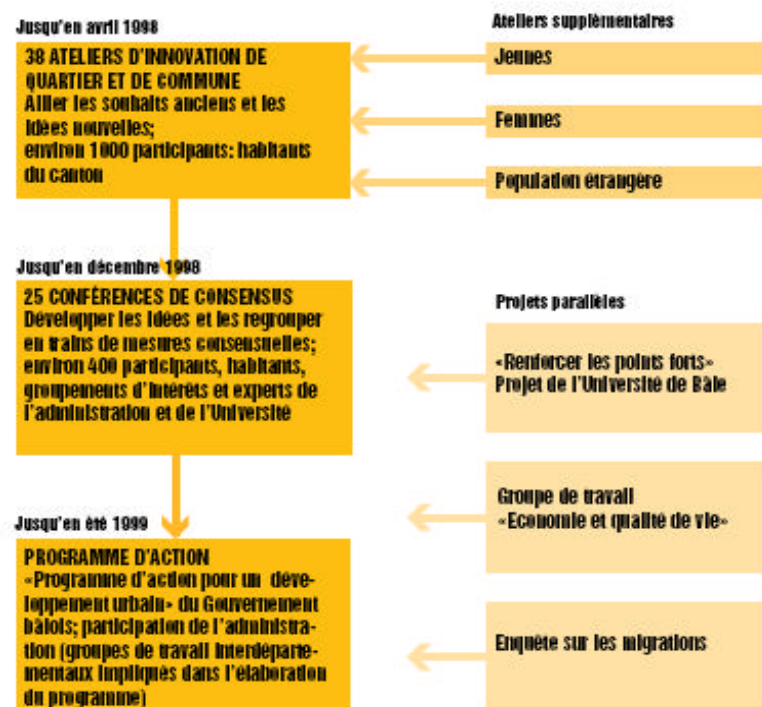 Jusqu'en avril 1998
38 ATELIERS D'INNOVATION DE
QUARTIER ET DE COMMUNE
Allier les souhaits anciens et les
idées nouvelles;
environ 1000 participants: habitants
du canton
Ateliers supplémentaires
Jeunes
Femmes
Population étrangère
Jusqu'en décembre 1998
25 CONFÉRENCES DE CONSENSUS
Développer les idées et les regrouper
en trains de mesures consensuelles;
environ 400 participants, habitants,
groupements d'intérêts et experts de
l'administration et de l'Université
Projets parallèles
«Renforcer les points forts»
Projet de l'Université de Bâle
Groupe de travail
«Economie et qualité de vie»
Enquête sur les migrations
Jusqu'en été 1999
PROGRAMME D'ACTION
«Programme d'action pour un déve-
loppement urbain» du Gouvernement
bâlois; participation de l'administra-
tion (groupes de travail interdéparte-
mentaux impliqués dans l'élaboration
du programme)